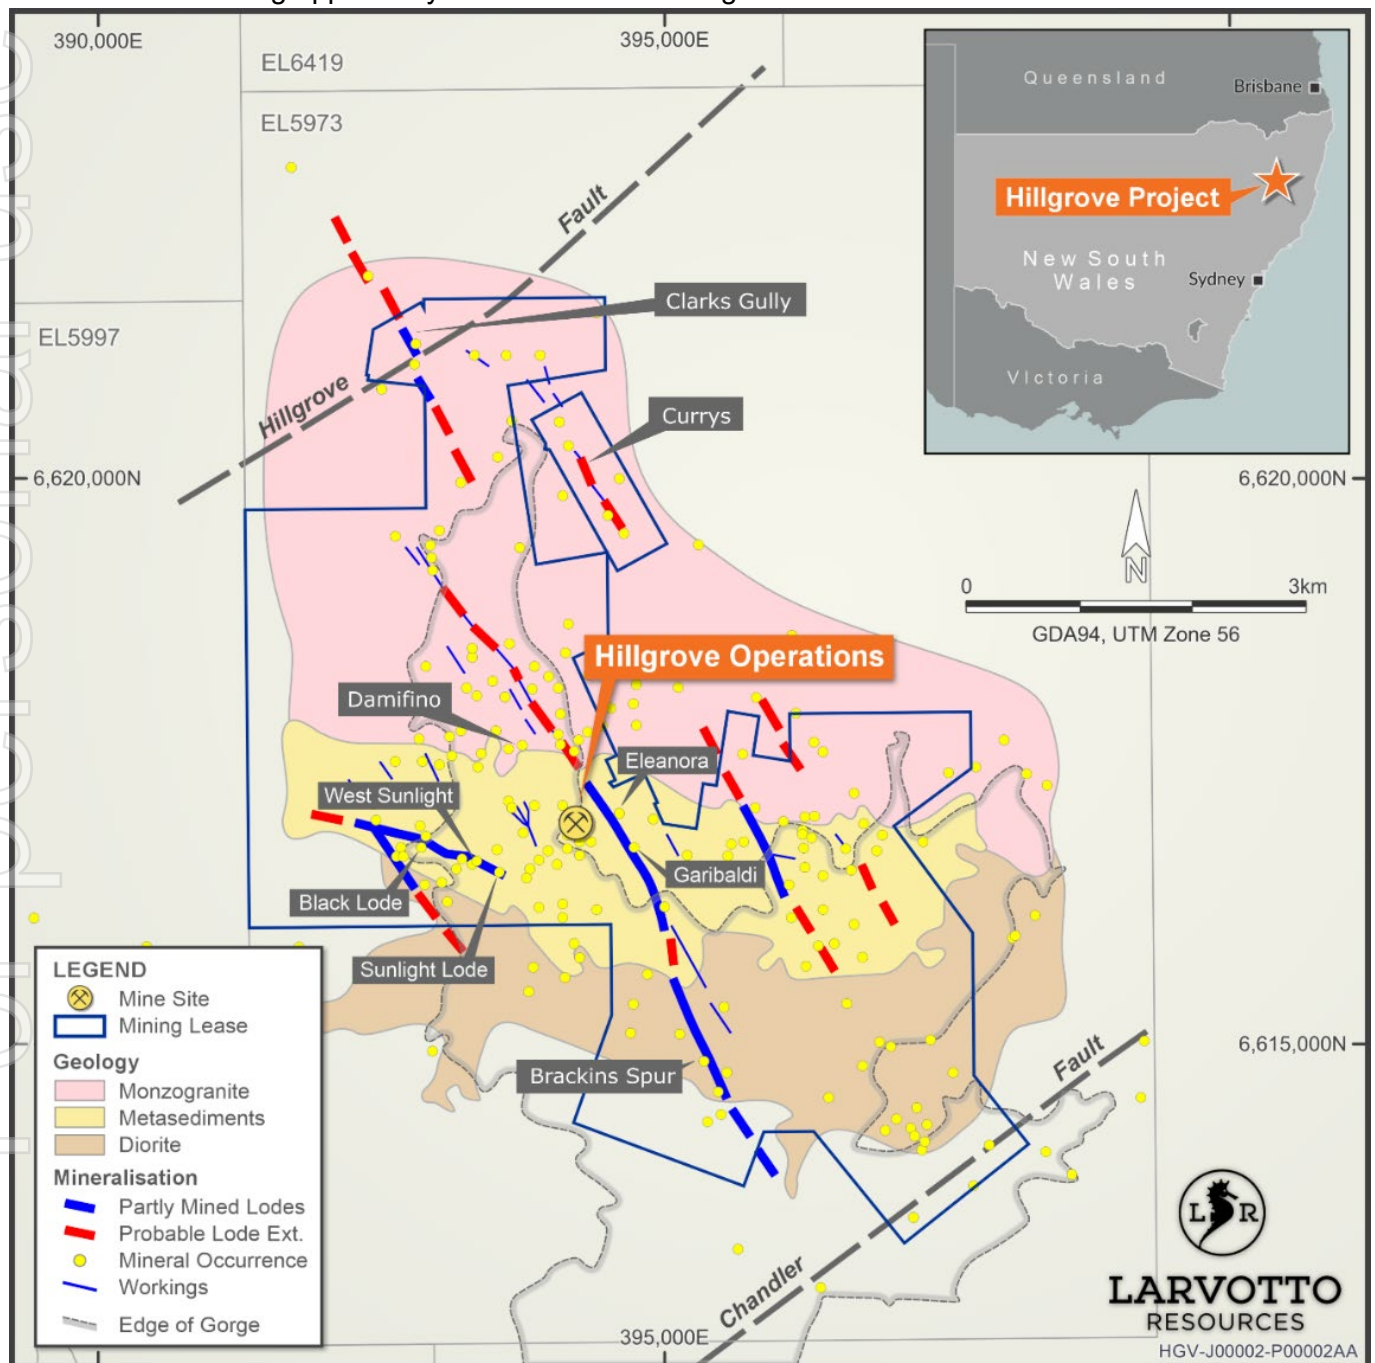 390,000E
395,000E
EL6419
EL5973
EL5997
Queensland
Brisbane
Hillgrove Project
New South
Wales
Sydney
VIctoria
Fault
Hillgrove
Clarks Gully
Currys
6,620,000N
6,620,000N
N
0 3km
GDA94, UTM Zone 56
Hillgrove Operations
Damifino
Eleanora
West Sunlight
Garibaldi
Black Lode
Sunlight Lode
Brackins Spur
6,615,000N
Fault
Chandler
LEGEND
Mine Site
Mining Lease
Geology
Monzogranite
Metasediments
Diorite
Mineralisation
Partly Mined Lodes
Probable Lode Ext.
Mineral Occurrence
Workings
Edge of Gorge
395,000E
L R
LARVOTTO
RESOURCES
HGV-J00002-P00002AA